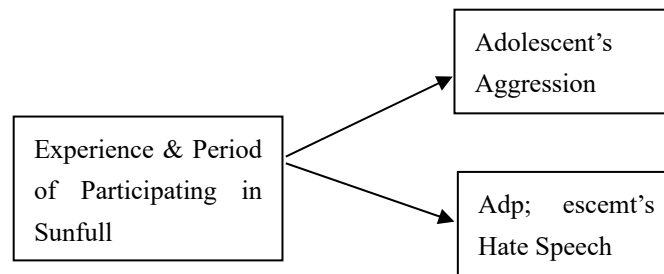 Adolescent's
Aggression
Experience & Period
of Participating in
Sunfull
Adp; escemt's
Hate Speech